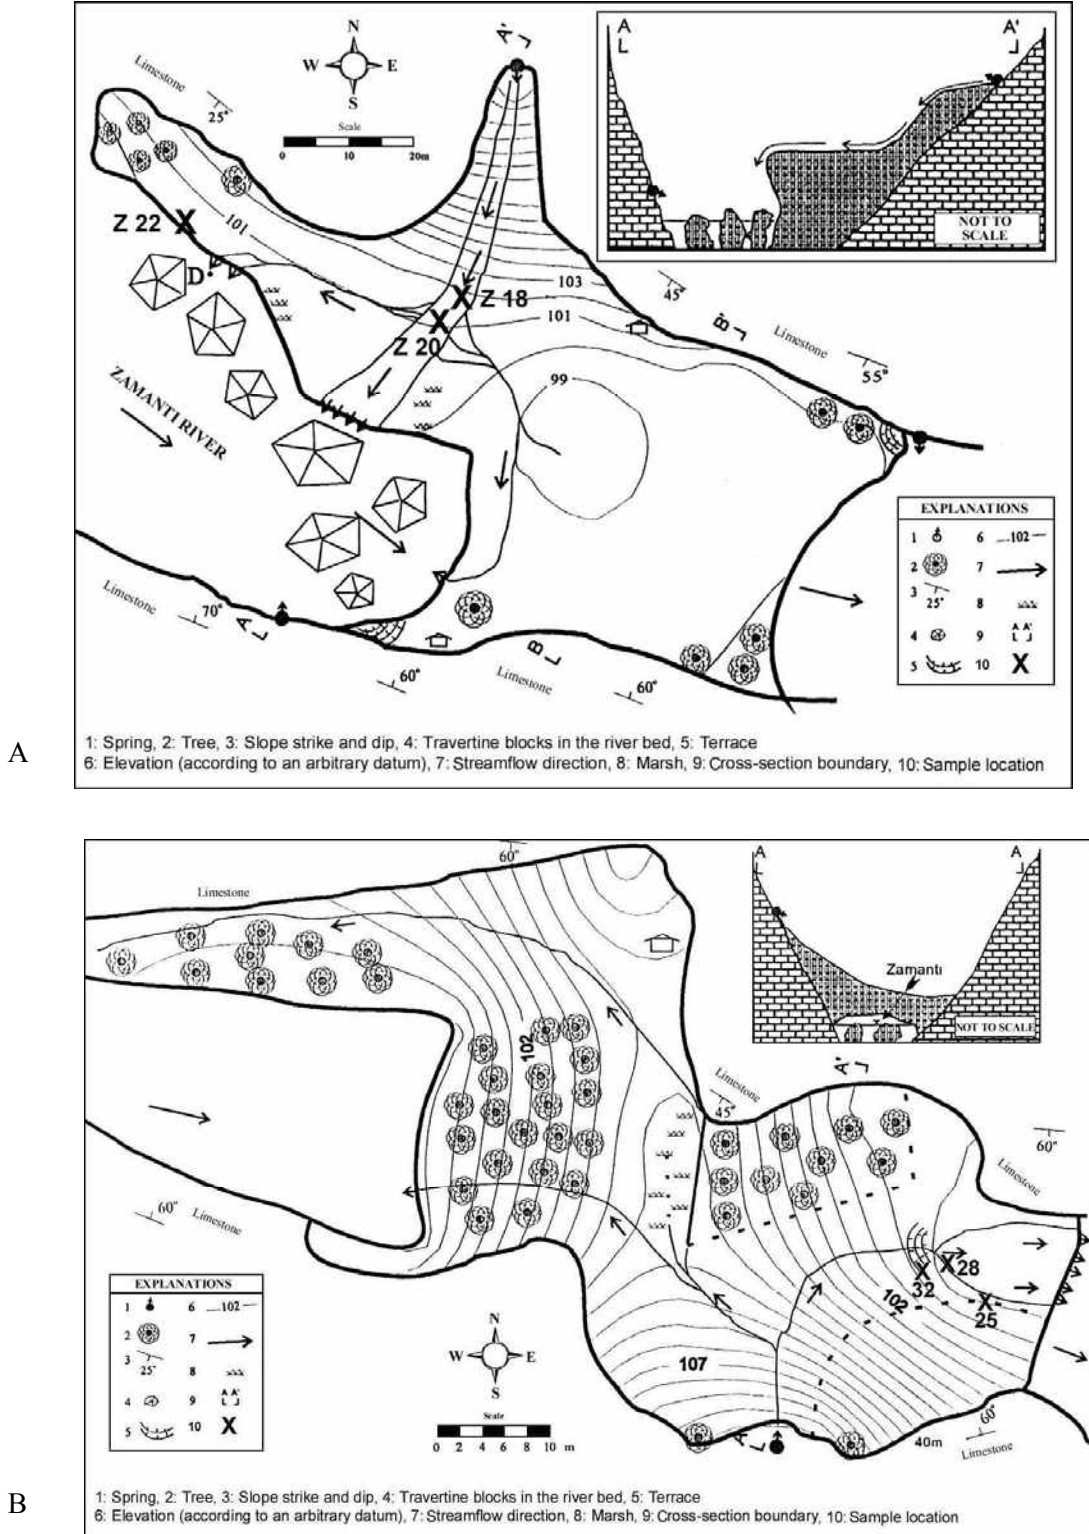 A
N
W E
S
Scale
0 10 20m
Limestone
25°
A'
A A'
NOT TO
SCALE
101
Z 22
D
Z 18
103
101
Z 20
99
45°
B'
Limestone
55°
ZAMANTI RIVER
Limestone
70°
A
60°
B
Limestone
60°
EXPLANATIONS
1 6 102
2 7
3 25° 8
4 9 A A'
5 10 X
1: Spring, 2: Tree, 3: Slope strike and dip, 4: Travertine blocks in the river bed, 5: Terrace
6: Elevation (according to an arbitrary datum), 7: Streamflow direction, 8: Marsh, 9: Cross-section boundary, 10: Sample location
B
60°
Limestone
A A
Zamantı
NOT TO SCALE
102
A'
Limestone
45°
60°
Limestone
60°
Limestone
28
32
25
102
107
N
W E
S
Scale
0 2 4 6 8 10 m
A
40m
60°
Limestone
EXPLANATIONS
1 6 102
2 7
3 25° 8
4 9 A A'
5 10 X
1: Spring, 2: Tree, 3: Slope strike and dip, 4: Travertine blocks in the river bed, 5: Terrace
6: Elevation (according to an arbitrary datum), 7: Streamflow direction, 8: Marsh, 9: Cross-section boundary, 10: Sample location